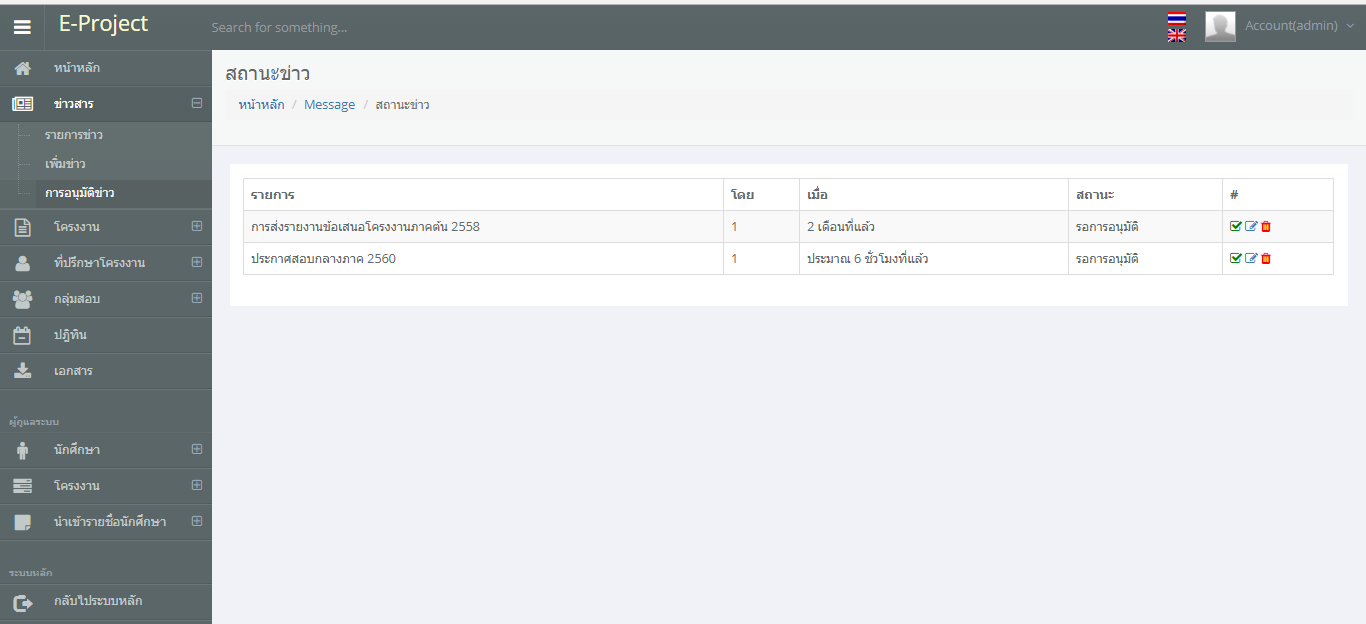 E-Project
Search for something...
Account(admin)
หน้าหลัก
ข่าวสาร
รายการข่าว
เพิ่มข่าว
การอนุมัติข่าว
โครงงาน
ที่ปรึกษาโครงงาน
กลุ่มสอบ
ปฏิทิน
เอกสาร
ผู้ดูแลระบบ
นักศึกษา
โครงงาน
นำเข้ารายชื่อนักศึกษา
ระบบหลัก
กลับไประบบหลัก
สถานะข่าว
หน้าหลัก / Message / สถานะข่าว
รายการ โดย เมื่อ สถานะ #
การส่งรายงานข้อเสนอโครงงานภาคต้น 2558 1 2 เดือนที่แล้ว รอการอนุมัติ
ประกาศสอบกลางภาค 2560 1 ประมาณ 6 ชั่วโมงที่แล้ว รอการอนุมัติ